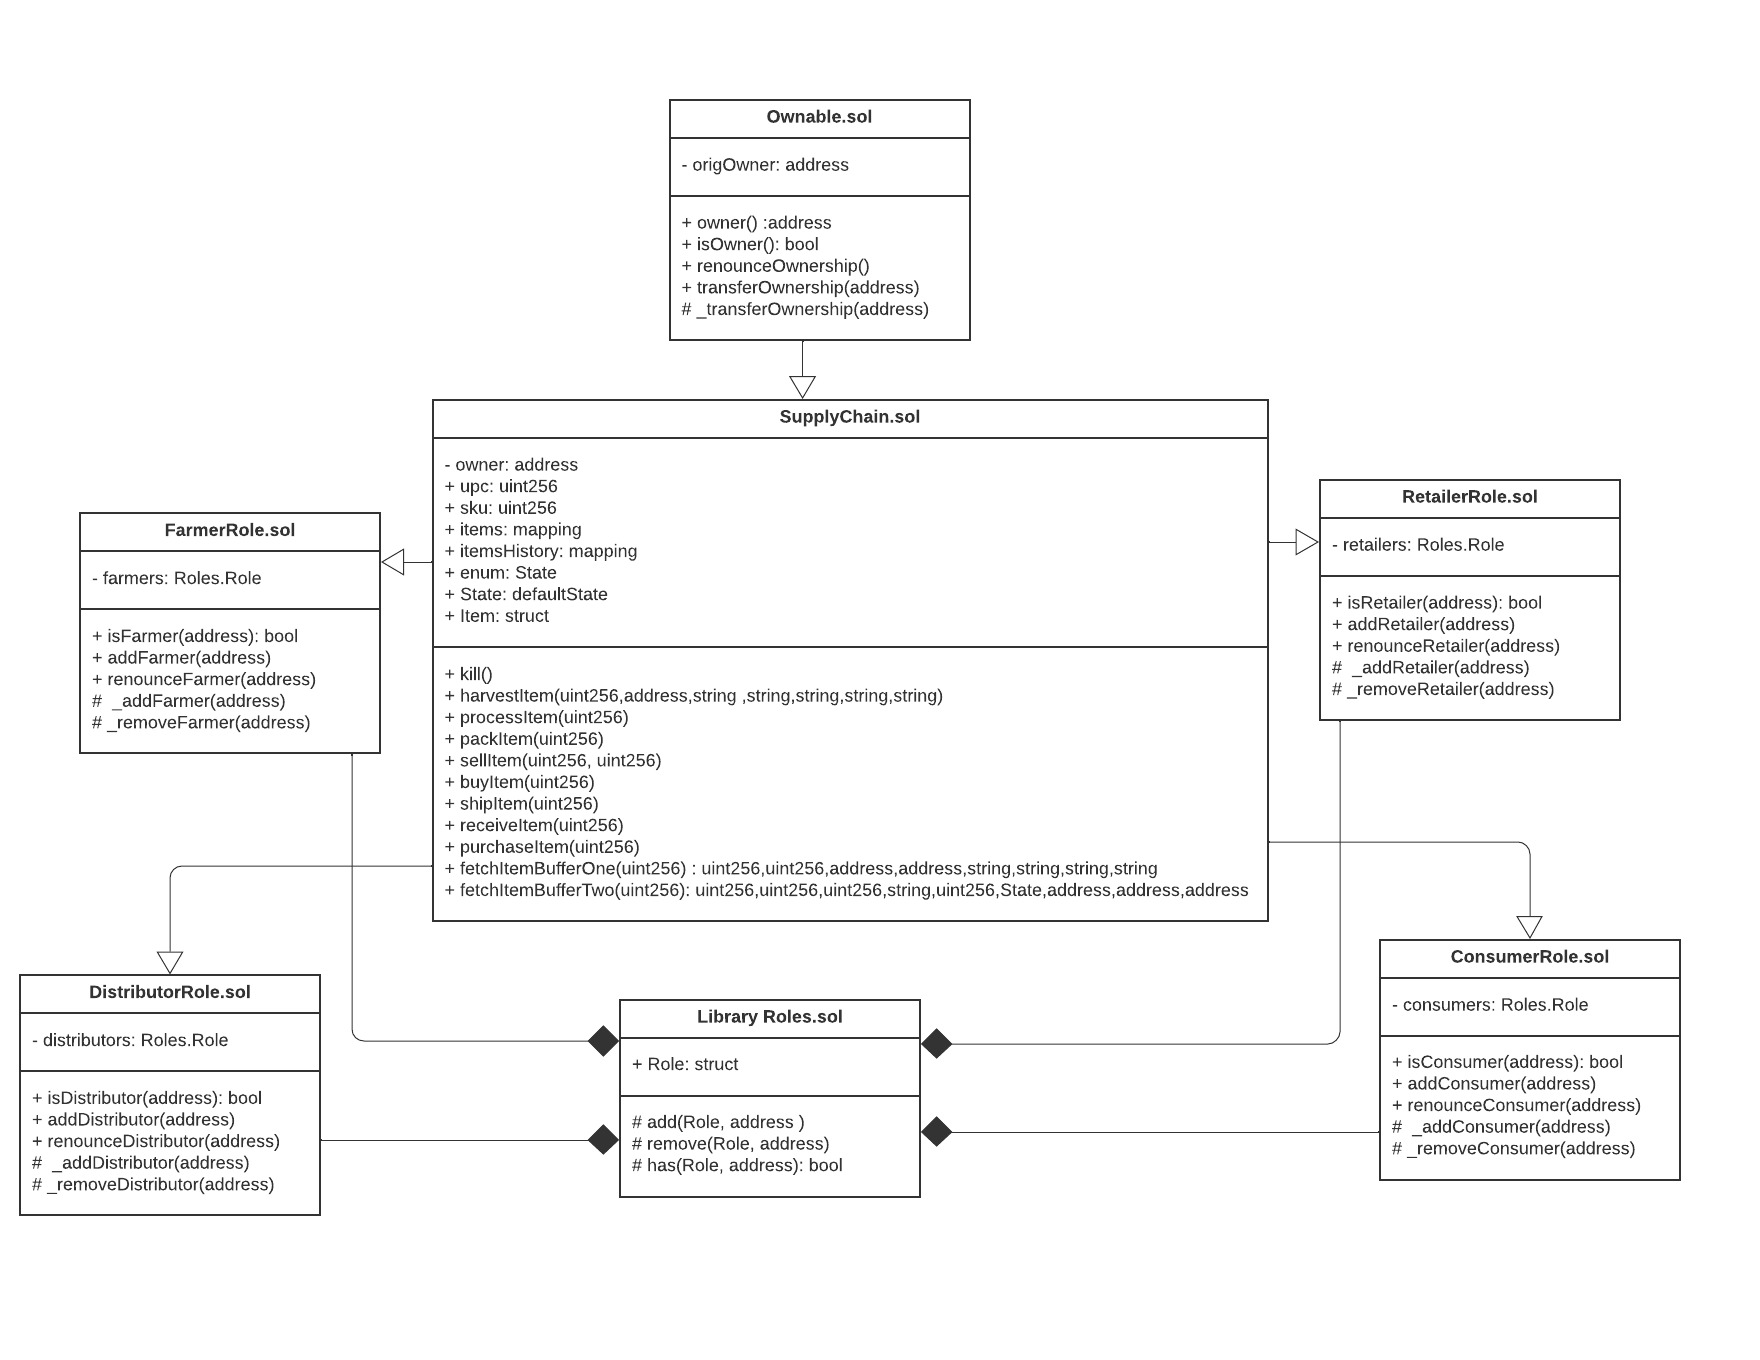 Ownable.sol
- origOwner: address
+ owner() :address
+ isOwner(): bool
+ renounceOwnership()
+ transferOwnership(address)
# _transferOwnership(address)
SupplyChain.sol
- owner: address
+ upc: uint256
+ sku: uint256
+ items: mapping
+ itemsHistory: mapping
+ enum: State
+ State: defaultState
+ Item: struct
+ kill()
+ harvestItem(uint256,address,string ,string,string,string,string)
+ processItem(uint256)
+ packItem(uint256)
+ sellItem(uint256, uint256)
+ buyItem(uint256)
+ shipItem(uint256)
+ receiveItem(uint256)
+ purchaseItem(uint256)
+ fetchItemBufferOne(uint256) : uint256,uint256,address,address,string,string,string,string
+ fetchItemBufferTwo(uint256): uint256,uint256,uint256,string,uint256,State,address,address,address
FarmerRole.sol
- farmers: Roles.Role
+ isFarmer(address): bool
+ addFarmer(address)
+ renounceFarmer(address)
#  _addFarmer(address)
# _removeFarmer(address)
RetailerRole.sol
- retailers: Roles.Role
+ isRetailer(address): bool
+ addRetailer(address)
+ renounceRetailer(address)
#  _addRetailer(address)
# _removeRetailer(address)
DistributorRole.sol
- distributors: Roles.Role
+ isDistributor(address): bool
+ addDistributor(address)
+ renounceDistributor(address)
#  _addDistributor(address)
# _removeDistributor(address)
Library Roles.sol
+ Role: struct
# add(Role, address )
# remove(Role, address)
# has(Role, address): bool
ConsumerRole.sol
- consumers: Roles.Role
+ isConsumer(address): bool
+ addConsumer(address)
+ renounceConsumer(address)
#  _addConsumer(address)
# _removeConsumer(address)